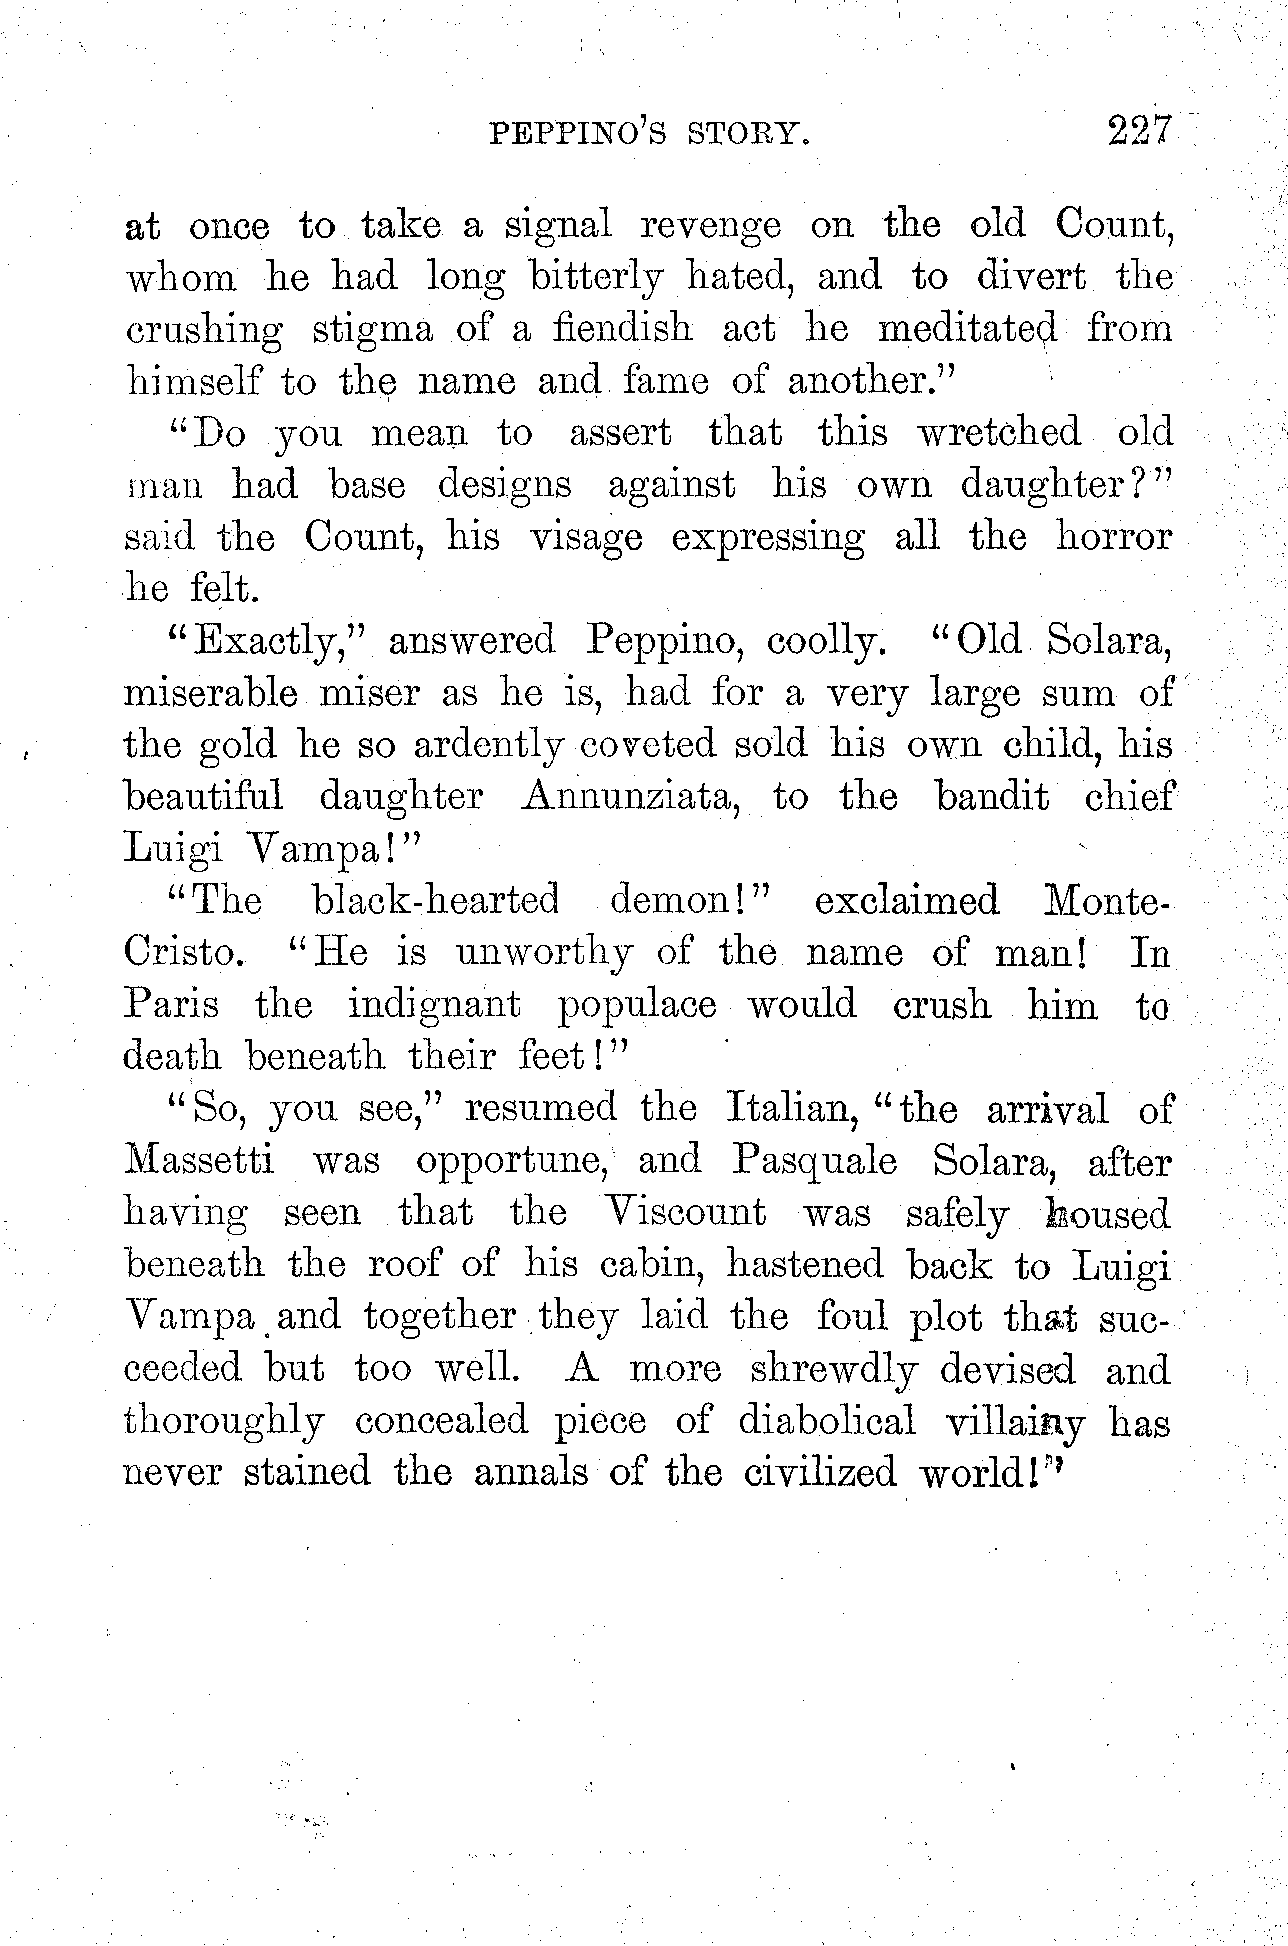 PEPPINO'S STORY. 227
at once to take a signal revenge on the old Count,
whom he had long bitterly hated, and to divert the
crushing stigma of a fiendish act he meditated from
himself to the name and fame of another."
"Do you mean to assert that this wretched old
man had base designs against his own daughter?"
said the Count, his visage expressing all the horror
he felt.
"Exactly," answered Peppino, coolly. "Old Solara,
miserable miser as he is, had for a very large sum of
the gold he so ardently coveted sold his own child, his
beautiful daughter Annunziata, to the bandit chief
Luigi Vampa!"
"The black-hearted demon!" exclaimed Monte-
Cristo. "He is unworthy of the name of man! In
Paris the indignant populace would crush him to
death beneath their feet!"
"So, you see," resumed the Italian, "the arrival of
Massetti was opportune, and Pasquale Solara, after
having seen that the Viscount was safely housed
beneath the roof of his cabin, hastened back to Luigi
Vampa and together they laid the foul plot that suc-
ceeded but too well. A more shrewdly devised and
thoroughly concealed piece of diabolical villainy has
never stained the annals of the civilized world!"